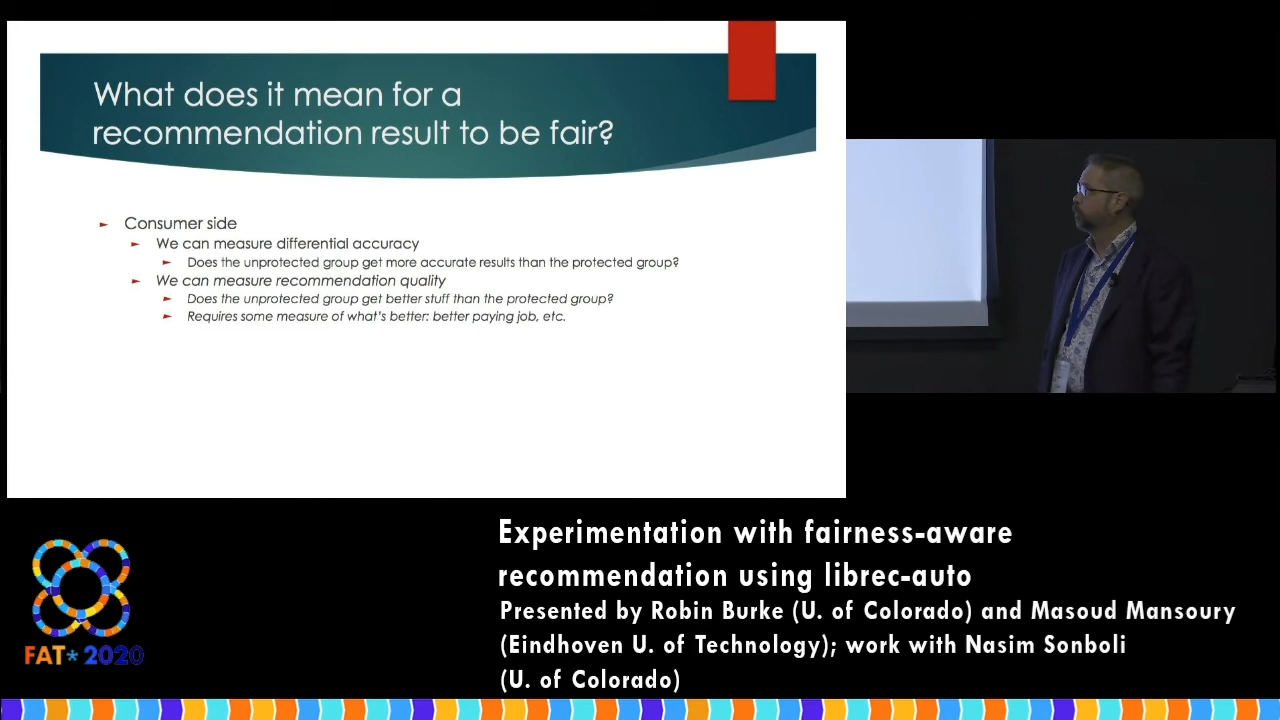 What does it mean for a
recommendation result to be fair?
► Consumer side
► We can measure differential accuracy
► Does the unprotected group get more accurate results than the protected group?
► We can measure recommendation quality
► Does the unprotected group get better stuff than the protected group?
► Requires some measure of what's better: better paying job, etc.
Experimentation with fairness-aware
recommendation using librec-auto
Presented by Robin Burke (U. of Colorado) and Masoud Mansoury
(Eindhoven U. of Technology); work with Nasim Sonboli
(U. of Colorado)
FAT* 2020